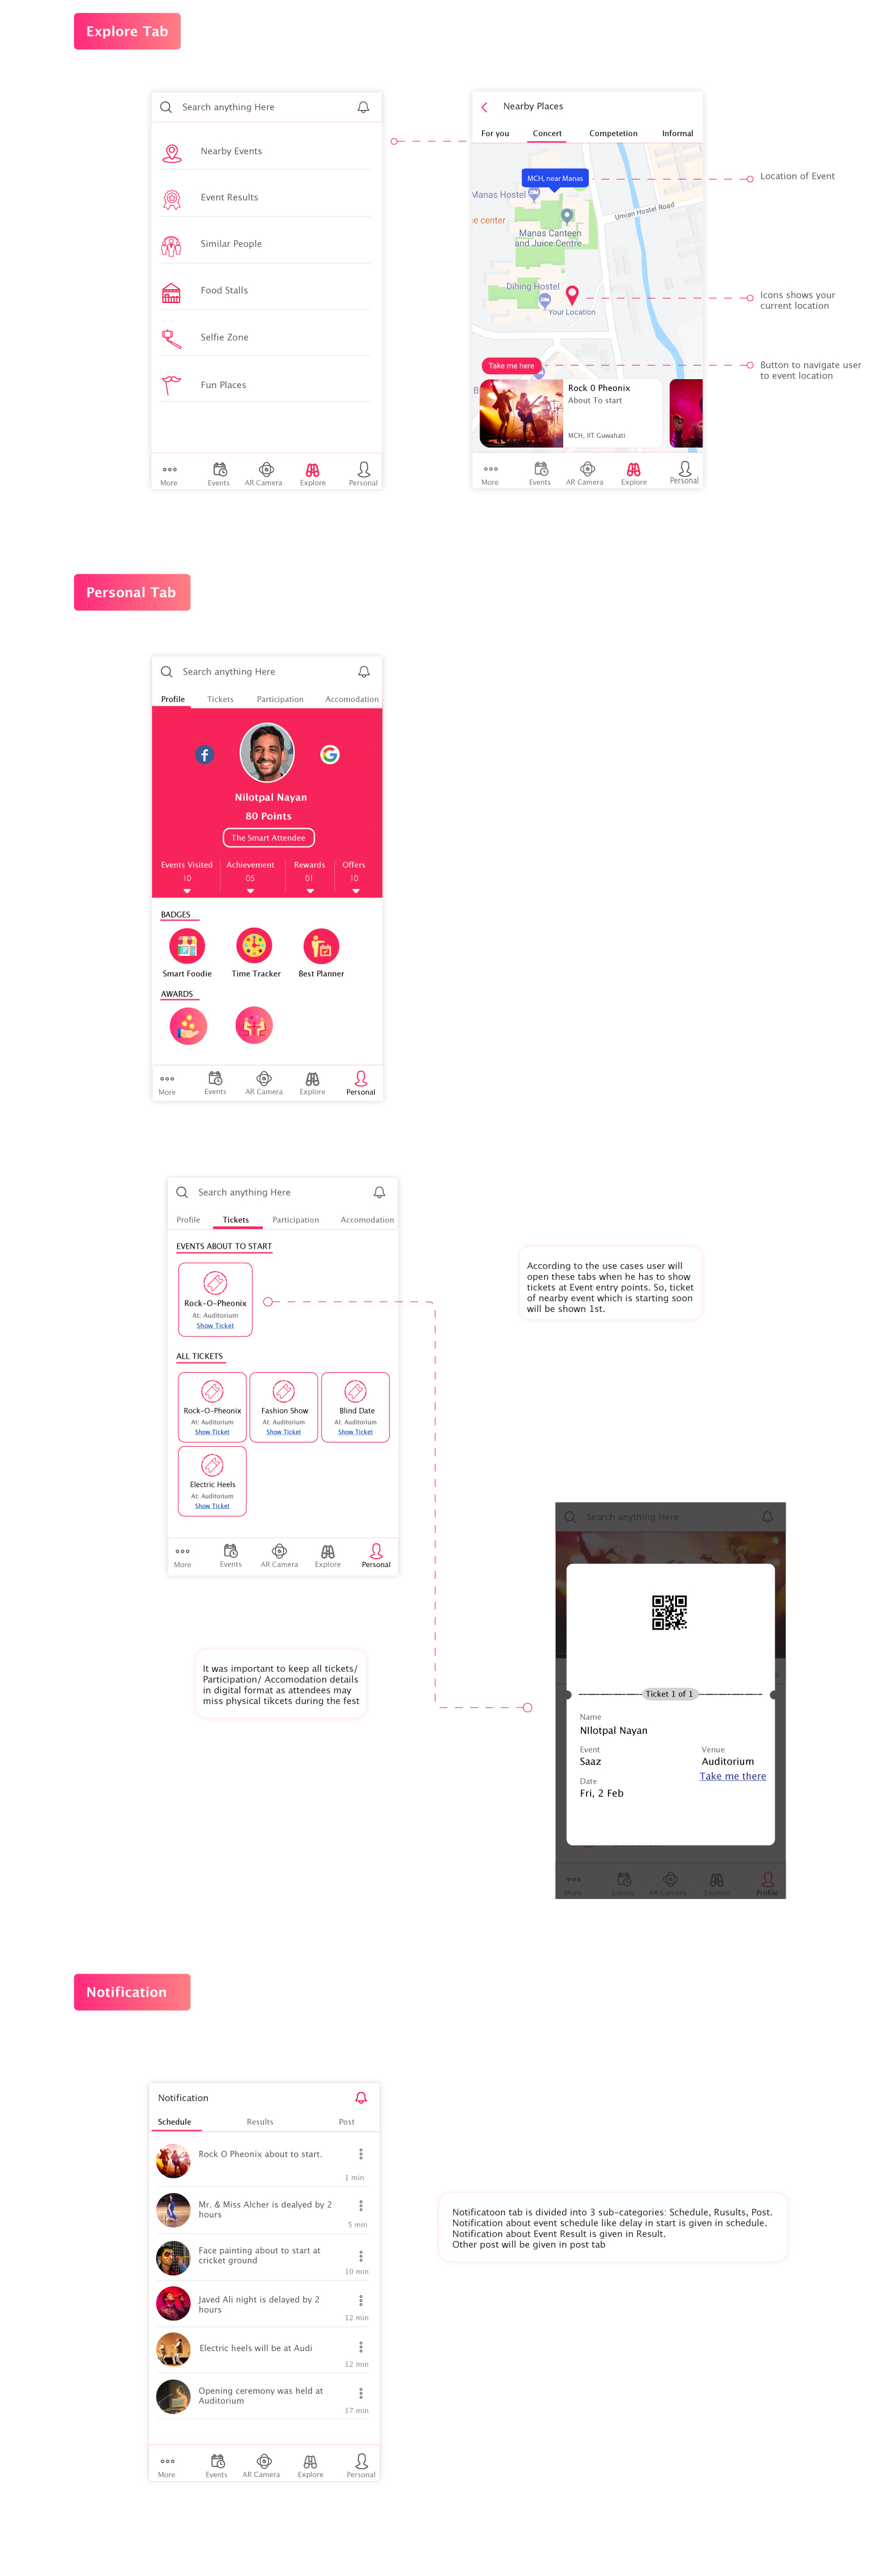 Explore Tab
Search anything Here
Nearby Events
Event Results
Similar People
Food Stalls
Selfie Zone
Fun Places
More
Events
AR Camera
Explore
Personal
Nearby Places
For you
Concert
Competetion
Informal
MCH, near Manas
Manas Hostel
ce center
Umian Hostel Road
Manas Canteen
and Juice Centre
Dihing Hostel
Your Location
Take me here
B
Rock 0 Pheonix
About To start
MCH, IIT Guwahati
More
Events
AR Camera
Explore
Personal
Location of Event
Icons shows your
current location
Button to navigate user
to event location
Personal Tab
Search anything Here
Profile
Tickets
Participation
Accomodation
Nilotpal Nayan
80 Points
The Smart Attendee
Events Visited
Achievement
Rewards
Offers
10
05
01
10
BADGES
Smart Foodie
Time Tracker
Best Planner
AWARDS
More
Events
AR Camera
Explore
Personal
Search anything Here
Profile
Tickets
Participation
Accomodation
EVENTS ABOUT TO START
Rock-O-Pheonix
At: Auditorium
Show Ticket
ALL TICKETS
Rock-O-Pheonix
At: Auditorium
Show Ticket
Fashion Show
At: Auditorium
Show Ticket
Blind Date
At: Auditorium
Show Ticket
Electric Heels
At: Auditorium
Show Ticket
More
Events
AR Camera
Explore
Personal
According to the use cases user will
open these tabs when he has to show
tickets at Event entry points. So, ticket
of nearby event which is starting soon
will be shown 1st.
It was important to keep all tickets/
Participation/ Accomodation details
in digital format as attendees may
miss physical tikcets during the fest
Search anything Here
Ticket 1 of 1
Name
NIlotpal Nayan
Event
Saaz
Venue
Auditorium
Take me there
Date
Fri, 2 Feb
More
Events
AR Camera
Explore
Profile
Notification
Notification
Schedule
Results
Post
Rock O Pheonix about to start.
1 min
Mr. & Miss Alcher is dealyed by 2
hours
5 min
Face painting about to start at
cricket ground
10 min
Javed Ali night is delayed by 2
hours
12 min
Electric heels will be at Audi
12 min
Opening ceremony was held at
Auditorium
17 min
More
Events
AR Camera
Explore
Personal
Notificatoon tab is divided into 3 sub-categories: Schedule, Rusults, Post.
Notification about event schedule like delay in start is given in schedule.
Notification about Event Result is given in Result.
Other post will be given in post tab